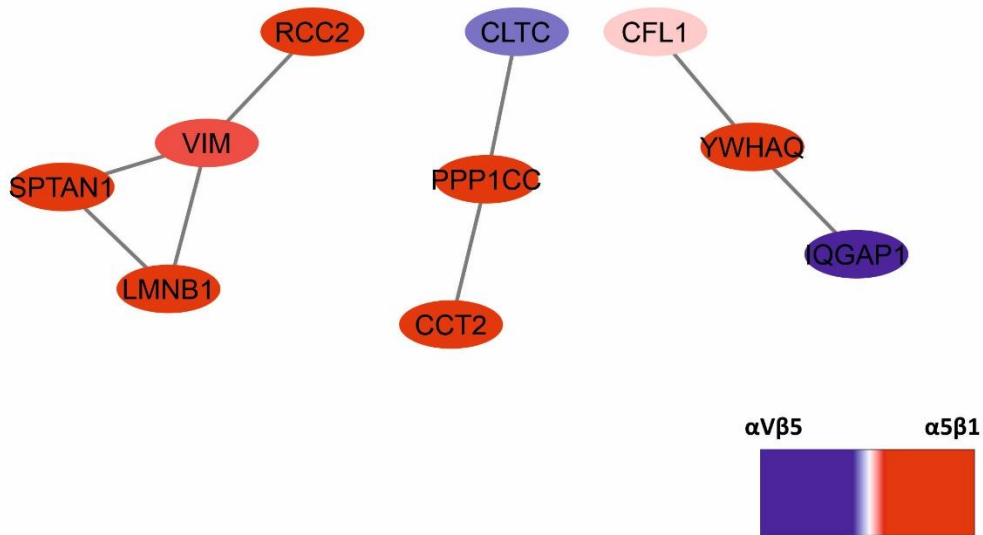 RCC2
CLTC
CFL1
VIM
YWHAQ
SPTAN1
PPP1CC
IQGAP1
LMNB1
CCT2
αVβ5
α5β1